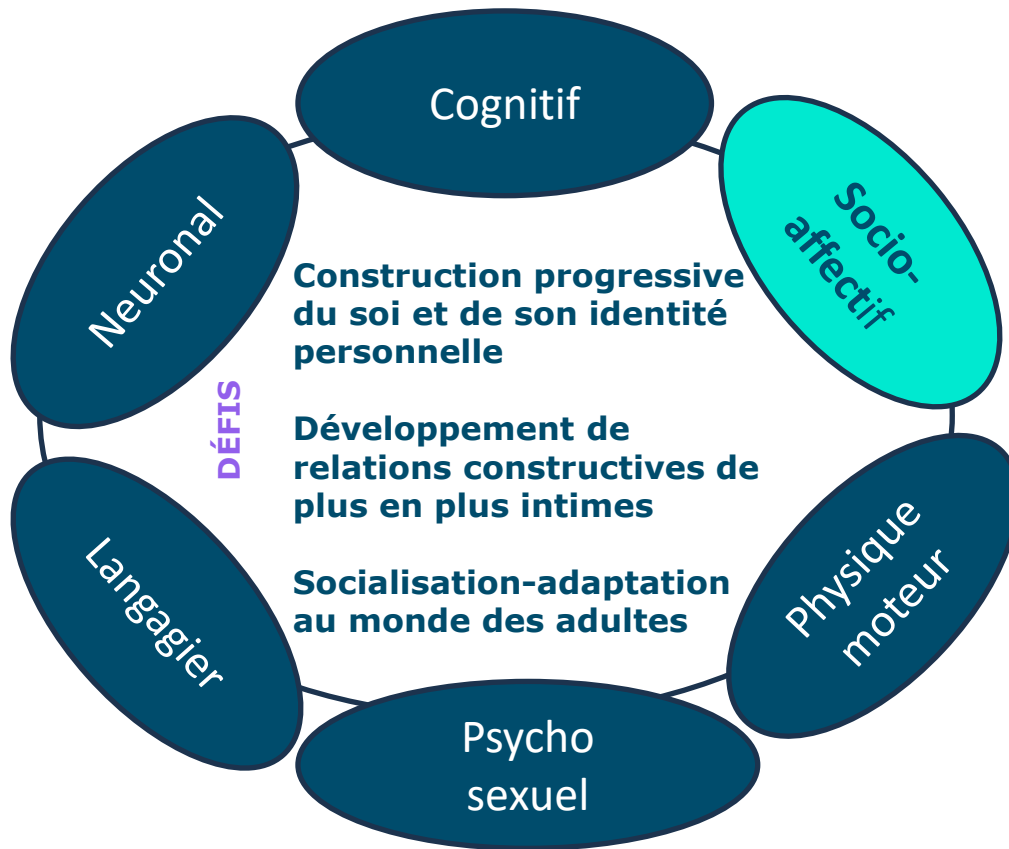 Cognitif
Socio-
affectif
Neuronal
Construction progressive
du soi et de son identité
personnelle
DÉFIS
Développement de
relations constructives de
plus en plus intimes
Socialisation-adaptation
au monde des adultes
Langagier
Physique
moteur
Psycho
sexuel